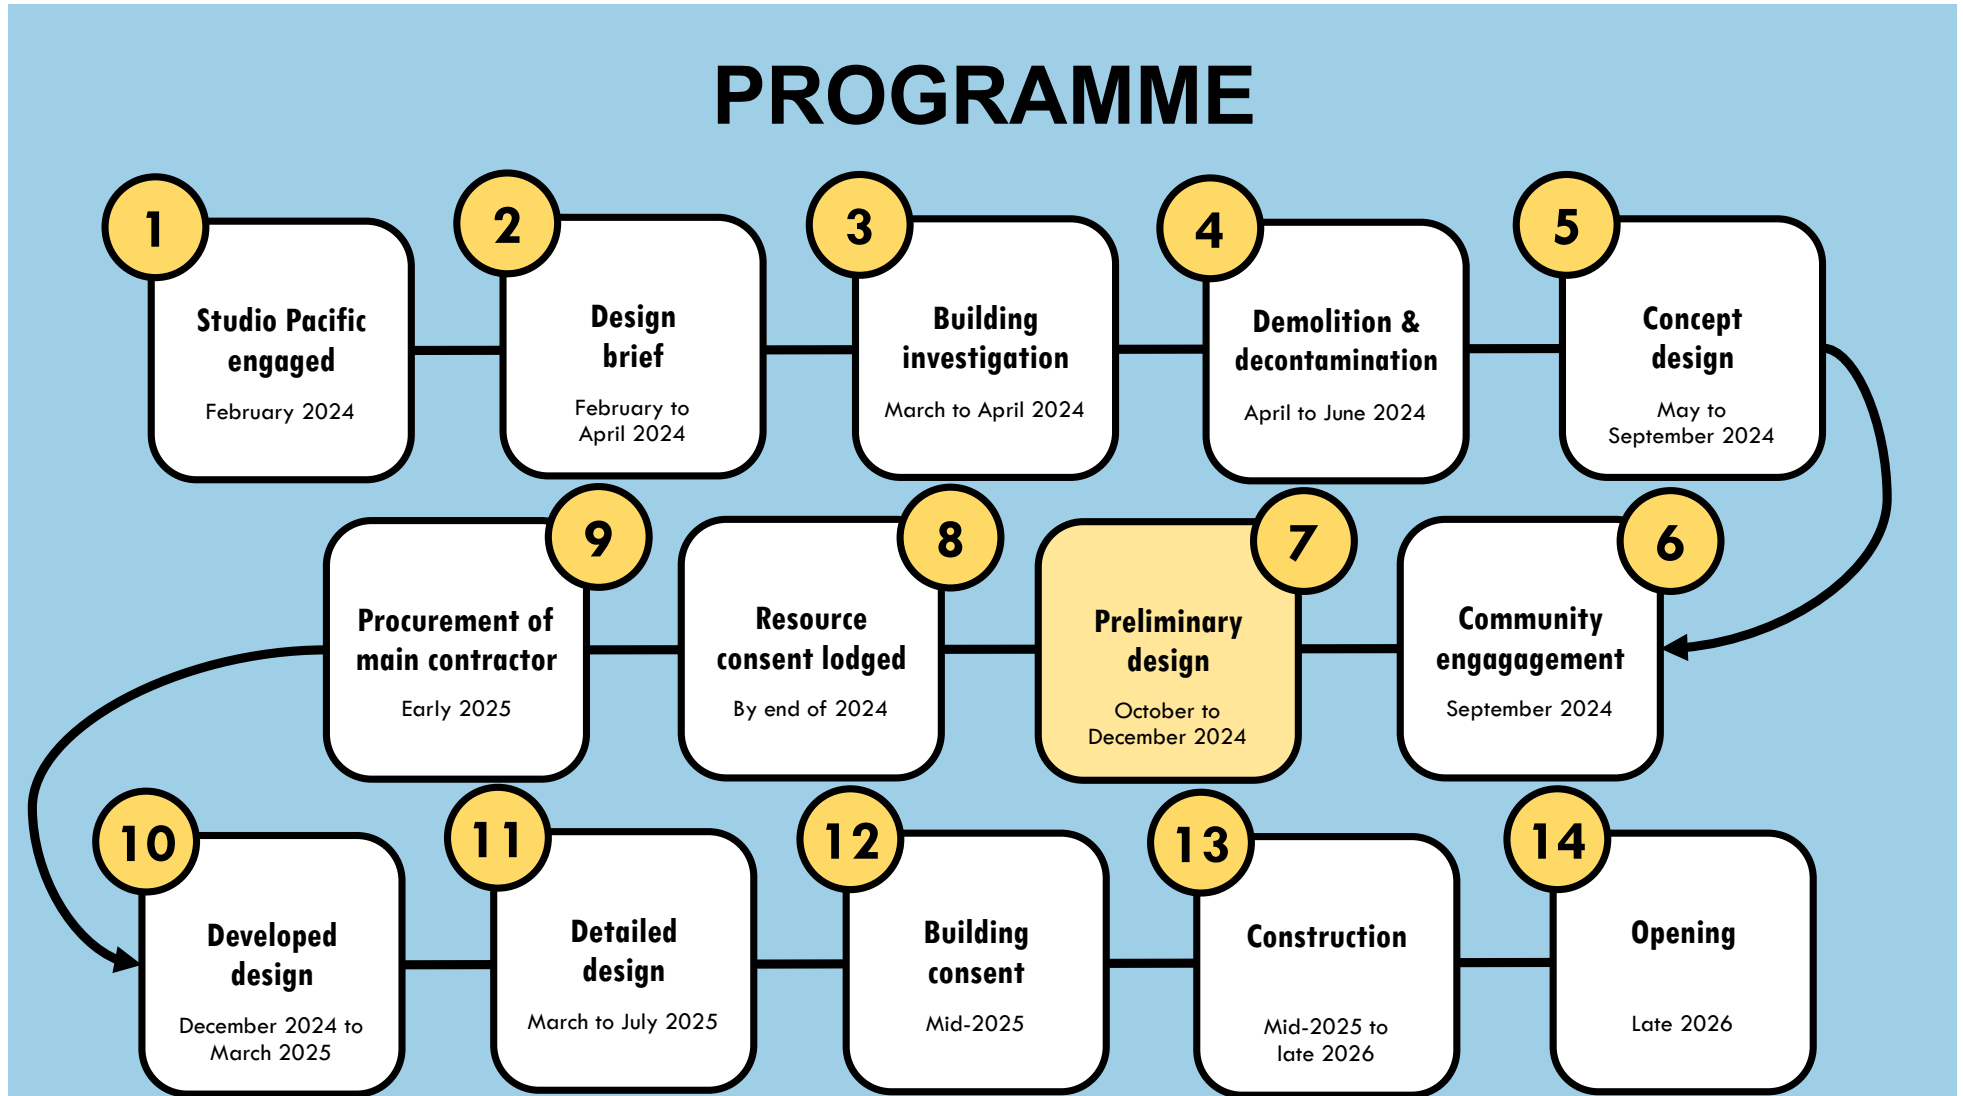 PROGRAMME
1
Studio Pacific
engaged
February 2024
2
Design
brief
February to
April 2024
3
Building
investigation
March to April 2024
4
Demolition &
decontamination
April to June 2024
5
Concept
design
May to
September 2024
6
Community
engagagement
September 2024
7
Preliminary
design
October to
December 2024
8
Resource
consent lodged
By end of 2024
9
Procurement of
main contractor
Early 2025
10
Developed
design
December 2024 to
March 2025
11
Detailed
design
March to July 2025
12
Building
consent
Mid-2025
13
Construction
Mid-2025 to
late 2026
14
Opening
Late 2026